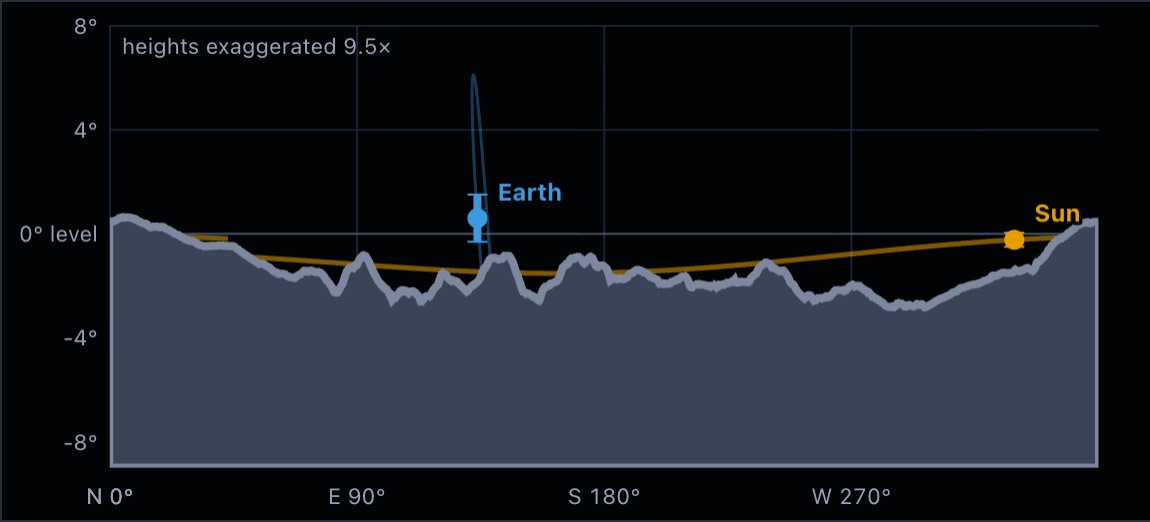 8°
heights exaggerated 9.5×
4°
Earth
Sun
0° level
-4°
-8°
N 0°
E 90°
S 180°
W 270°